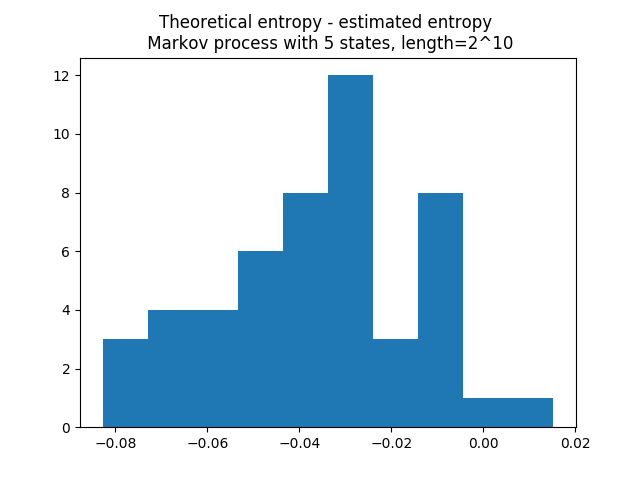 Theoretical entropy - estimated entropy
Markov process with 5 states, length=2^10
12
10
8
6
4
2
0
−0.08 −0.06 −0.04 −0.02 0.00 0.02